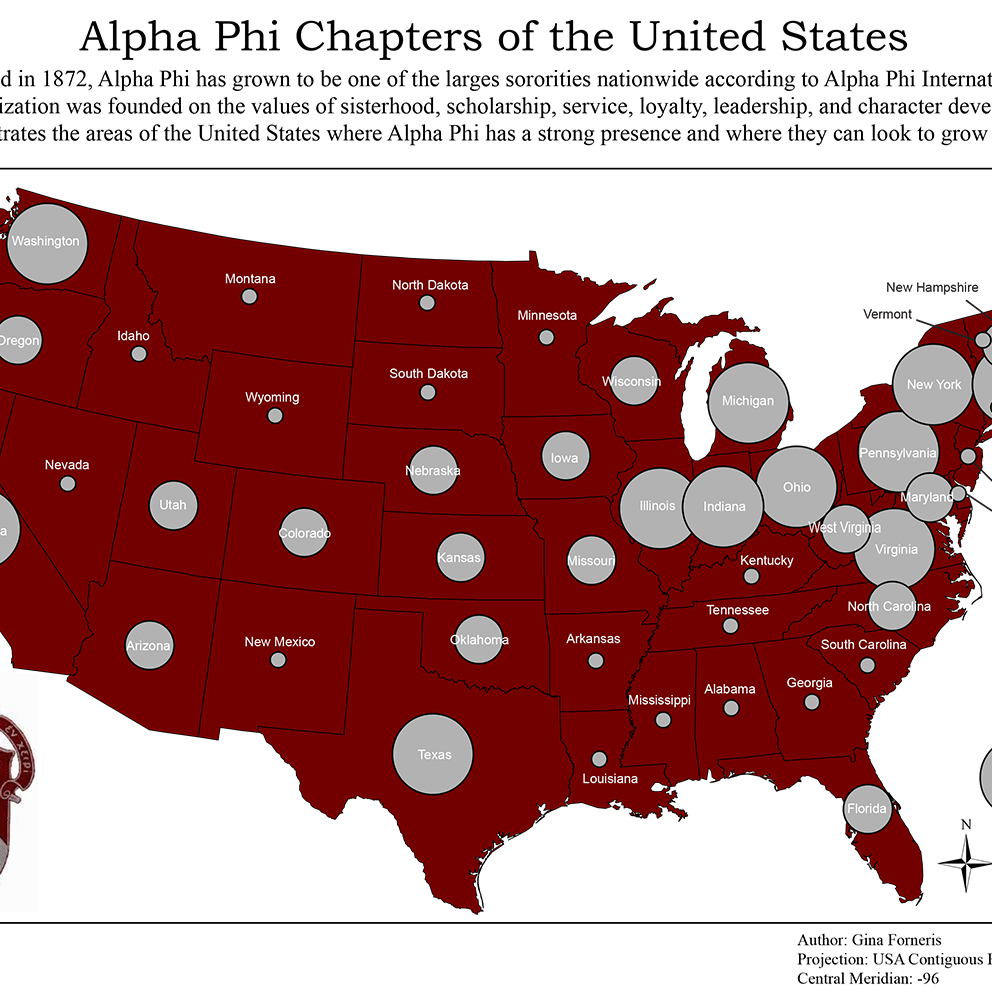 Alpha Phi Chapters of the United States
d in 1872, Alpha Phi has grown to be one of the larges sororities nationwide according to Alpha Phi Internat
ization was founded on the values of sisterhood, scholarship, service, loyalty, leadership, and character deve
trates the areas of the United States where Alpha Phi has a strong presence and where they can look to grow
Washington
Montana
North Dakota
New Hampshire
Vermont
Minnesota
Oregon
Idaho
South Dakota
Wisconsin
New York
Wyoming
Michigan
Pennsylvania
Nevada
Nebraska
Iowa
Ohio
Maryland
Utah
Illinois
Indiana
a
Colorado
West Virginia
Kansas
Missouri
Virginia
Kentucky
North Carolina
Tennessee
Arizona
New Mexico
Oklahoma
Arkansas
South Carolina
Mississippi
Alabama
Georgia
Texas
Louisiana
Florida
N
Author: Gina Forneris
Projection: USA Contiguous
Central Meridian: -96